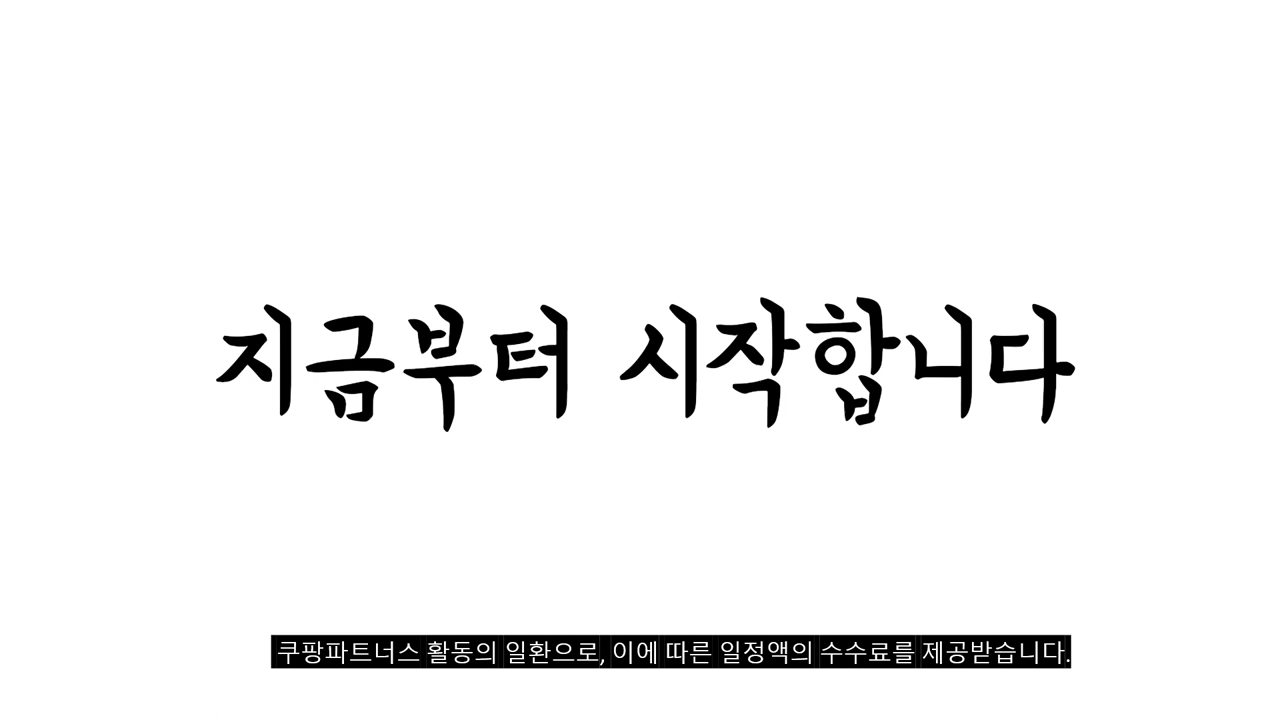 지금부터 시작합니다
쿠팡파트너스 활동의 일환으로, 이에 따른 일정액의 수수료를 제공받습니다.